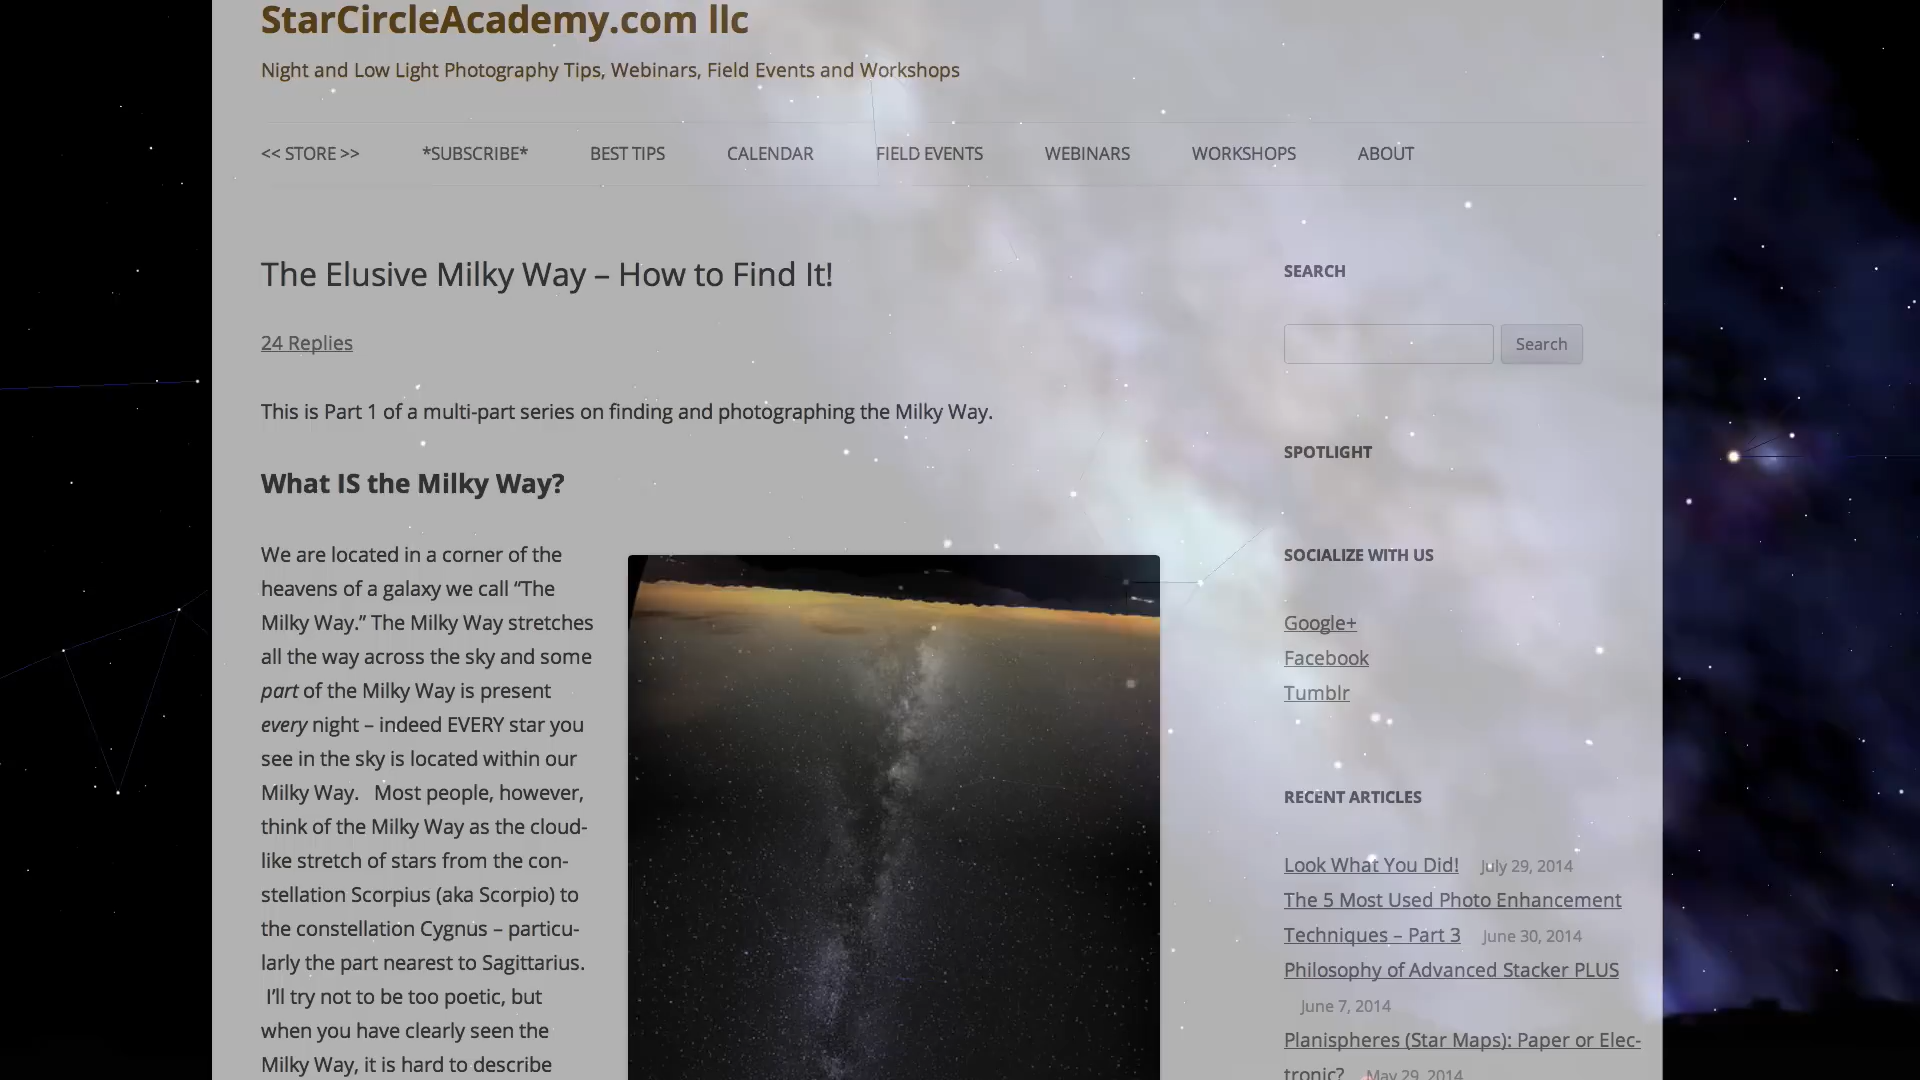 StarCircleAcademy.com llc
Night and Low Light Photography Tips, Webinars, Field Events and Workshops
<< STORE >> *SUBSCRIBE* BEST TIPS CALENDAR FIELD EVENTS WEBINARS WORKSHOPS ABOUT
The Elusive Milky Way – How to Find It!
24 Replies
This is Part 1 of a multi-part series on finding and photographing the Milky Way.
What IS the Milky Way?
We are located in a corner of the
heavens of a galaxy we call “The
Milky Way.” The Milky Way stretches
all the way across the sky and some
part of the Milky Way is present
every night – indeed EVERY star you
see in the sky is located within our
Milky Way. Most people, however,
think of the Milky Way as the cloud-
like stretch of stars from the con-
stellation Scorpius (aka Scorpio) to
the constellation Cygnus – particu-
larly the part nearest to Sagittarius.
I’ll try not to be too poetic, but
when you have clearly seen the
Milky Way, it is hard to describe
SEARCH
Search
SPOTLIGHT
SOCIALIZE WITH US
Google+
Facebook
Tumblr
RECENT ARTICLES
Look What You Did! July 29, 2014
The 5 Most Used Photo Enhancement
Techniques – Part 3 June 30, 2014
Philosophy of Advanced Stacker PLUS
June 7, 2014
Planispheres (Star Maps): Paper or Elec-
tronic? May 29, 2014